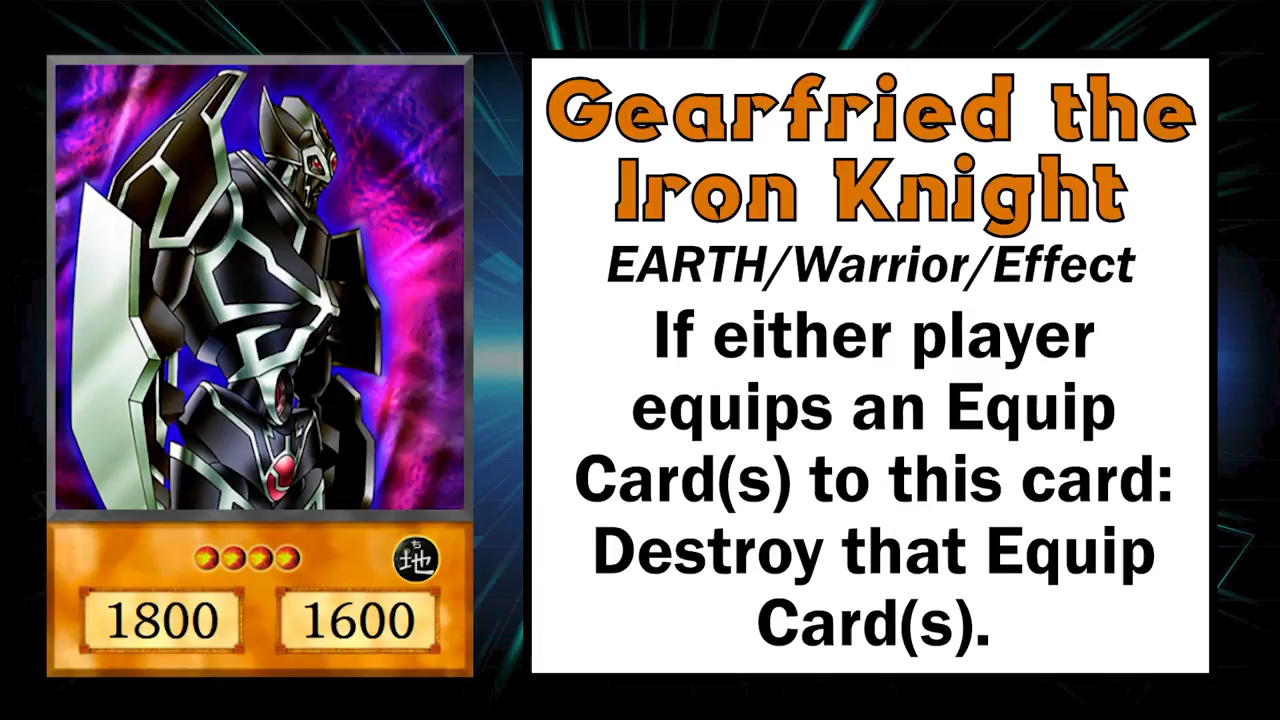 Gearfried the
Iron Knight
EARTH/Warrior/Effect
If either player
equips an Equip
Card(s) to this card:
Destroy that Equip
Card(s).
ち
地
1800 1600